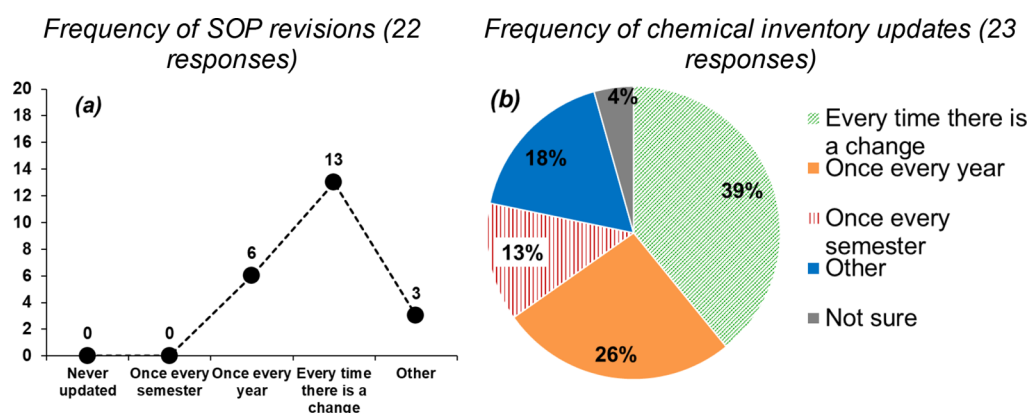 Frequency of SOP revisions (22
responses)
20
18
16
14
12
10
8
6
4
2
0
(a)
0
0
6
13
3
Never
updated
Once every
semester
Once every
year
Every time
there is a
change
Other
Frequency of chemical inventory updates (23
responses)
(b)
4%
18%
39%
13%
26%
Every time there is
a change
Once every year
Once every
semester
Other
Not sure